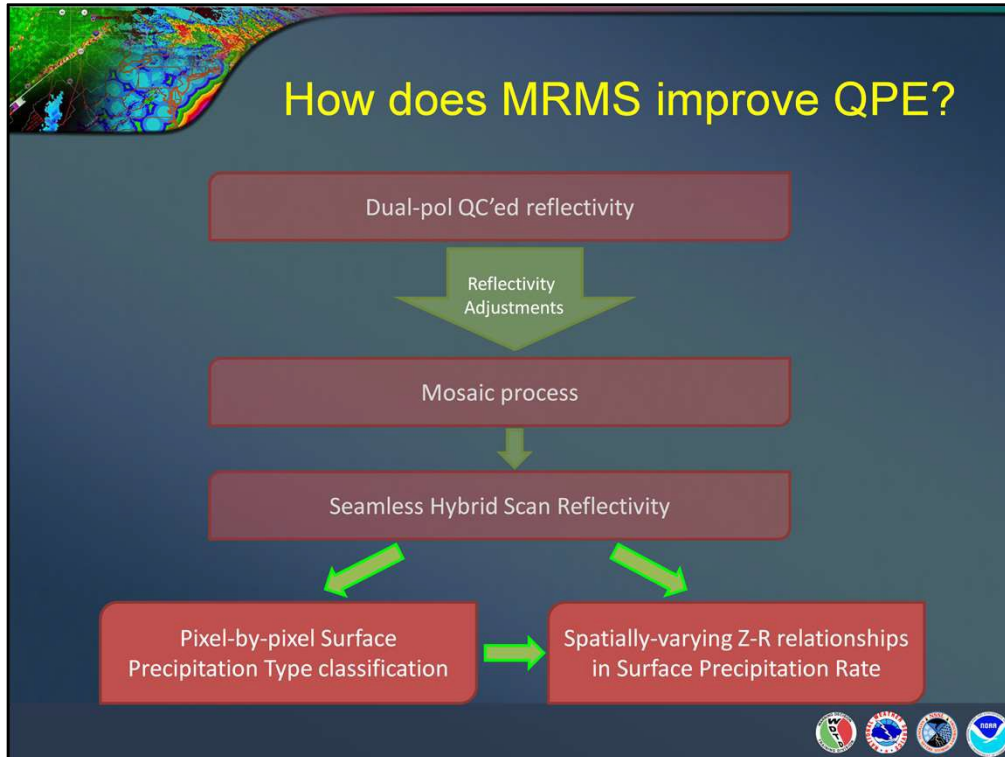 How does MRMS improve QPE?
Dual-pol QC'ed reflectivity
Reflectivity
Adjustments
Mosaic process
Seamless Hybrid Scan Reflectivity
Pixel-by-pixel Surface
Precipitation Type classification
Spatially-varying Z-R relationships
in Surface Precipitation Rate
NOAA